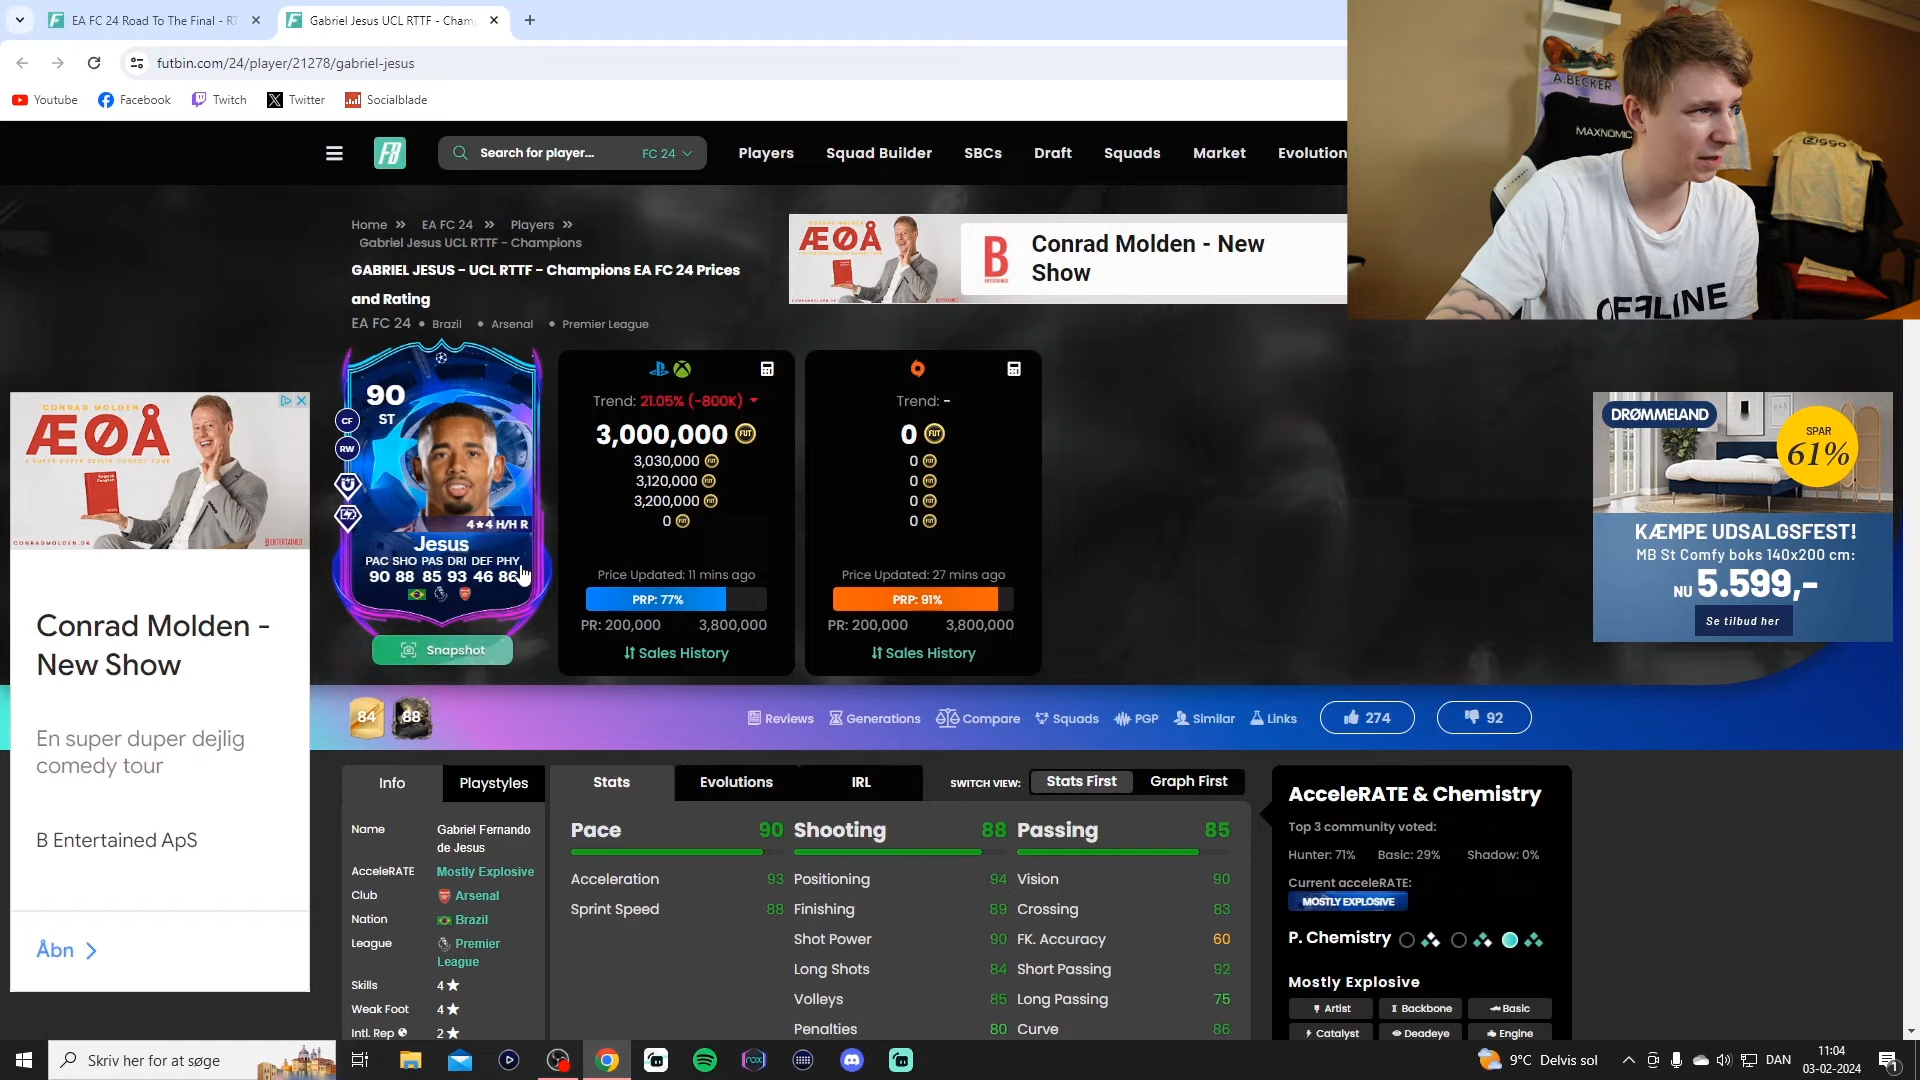 EA FC 24 Road To The Final - RT
Gabriel Jesus UCL RTTF - Champ
futbin.com/24/player/21278/gabriel-jesus
Youtube
Facebook
Twitch
Twitter
Socialblade
A.BECKER
MAXNOMIC
OFFLINE
FB
Search for player...
FC 24
Players
Squad Builder
SBCs
Draft
Squads
Market
Evolution
Home » EA FC 24 » Players »
Gabriel Jesus UCL RTTF - Champions
GABRIEL JESUS - UCL RTTF - Champions EA FC 24 Prices
and Rating
EA FC 24 • Brazil • Arsenal • Premier League
ÆØÅ
B
Conrad Molden - New
Show
90
ST
CF
RW
4★4 H/H R
Jesus
PAC SHO PAS DRI DEF PHY
90 88 85 93 46 86
Snapshot
Trend: 21.05% (-800K)
3,000,000
3,030,000
3,120,000
3,200,000
0
Price Updated: 11 mins ago
PRP: 77%
PR: 200,000 3,800,000
Sales History
Trend: -
0
0
0
0
0
Price Updated: 27 mins ago
PRP: 91%
PR: 200,000 3,800,000
Sales History
CONRAD MOLDEN
ÆØÅ
A SUPER DUPER DEJLIG COMEDY TOUR
CONRADMOLDEN.DK
B ENTERTAINED
Conrad Molden -
New Show
En super duper dejlig
comedy tour
B Entertained ApS
Åbn
DRØMMELAND
SPAR
61%
KÆMPE UDSALGSFEST!
MB St Comfy boks 140x200 cm:
NU 5.599,-
Se tilbud her
84
88
Reviews
Generations
Compare
Squads
PGP
Similar
Links
274
92
Info
Playstyles
Name Gabriel Fernando
de Jesus
AcceleRATE Mostly Explosive
Club Arsenal
Nation Brazil
League Premier
League
Skills 4★
Weak Foot 4★
Intl. Rep 2★
Stats
Evolutions
IRL
SWITCH VIEW:
Stats First
Graph First
Pace 90
Acceleration 93
Sprint Speed 88
Shooting 88
Positioning 94
Finishing 89
Shot Power 90
Long Shots 84
Volleys 85
Penalties 80
Passing 85
Vision 90
Crossing 83
FK. Accuracy 60
Short Passing 92
Long Passing 75
Curve 86
AcceleRATE & Chemistry
Top 3 community voted:
Hunter: 71% Basic: 29% Shadow: 0%
Current acceleRATE:
MOSTLY EXPLOSIVE
P. Chemistry
Mostly Explosive
Artist
Backbone
Basic
Catalyst
Deadeye
Engine
Skriv her for at søge
9°C Delvis sol
DAN
11:04
03-02-2024
1